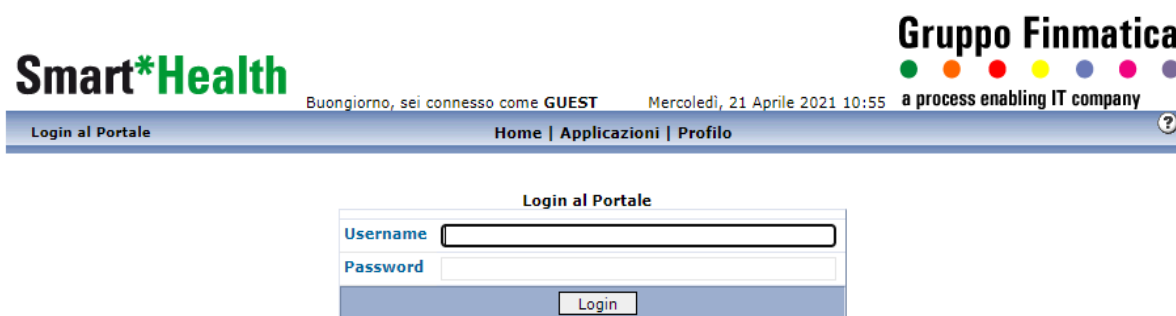 Smart*Health
Gruppo Finmatica
a process enabling IT company
Buongiorno, sei connesso come GUEST
Mercoledì, 21 Aprile 2021 10:55
Login al Portale
Home | Applicazioni | Profilo
?
Login al Portale
Username
Password
Login